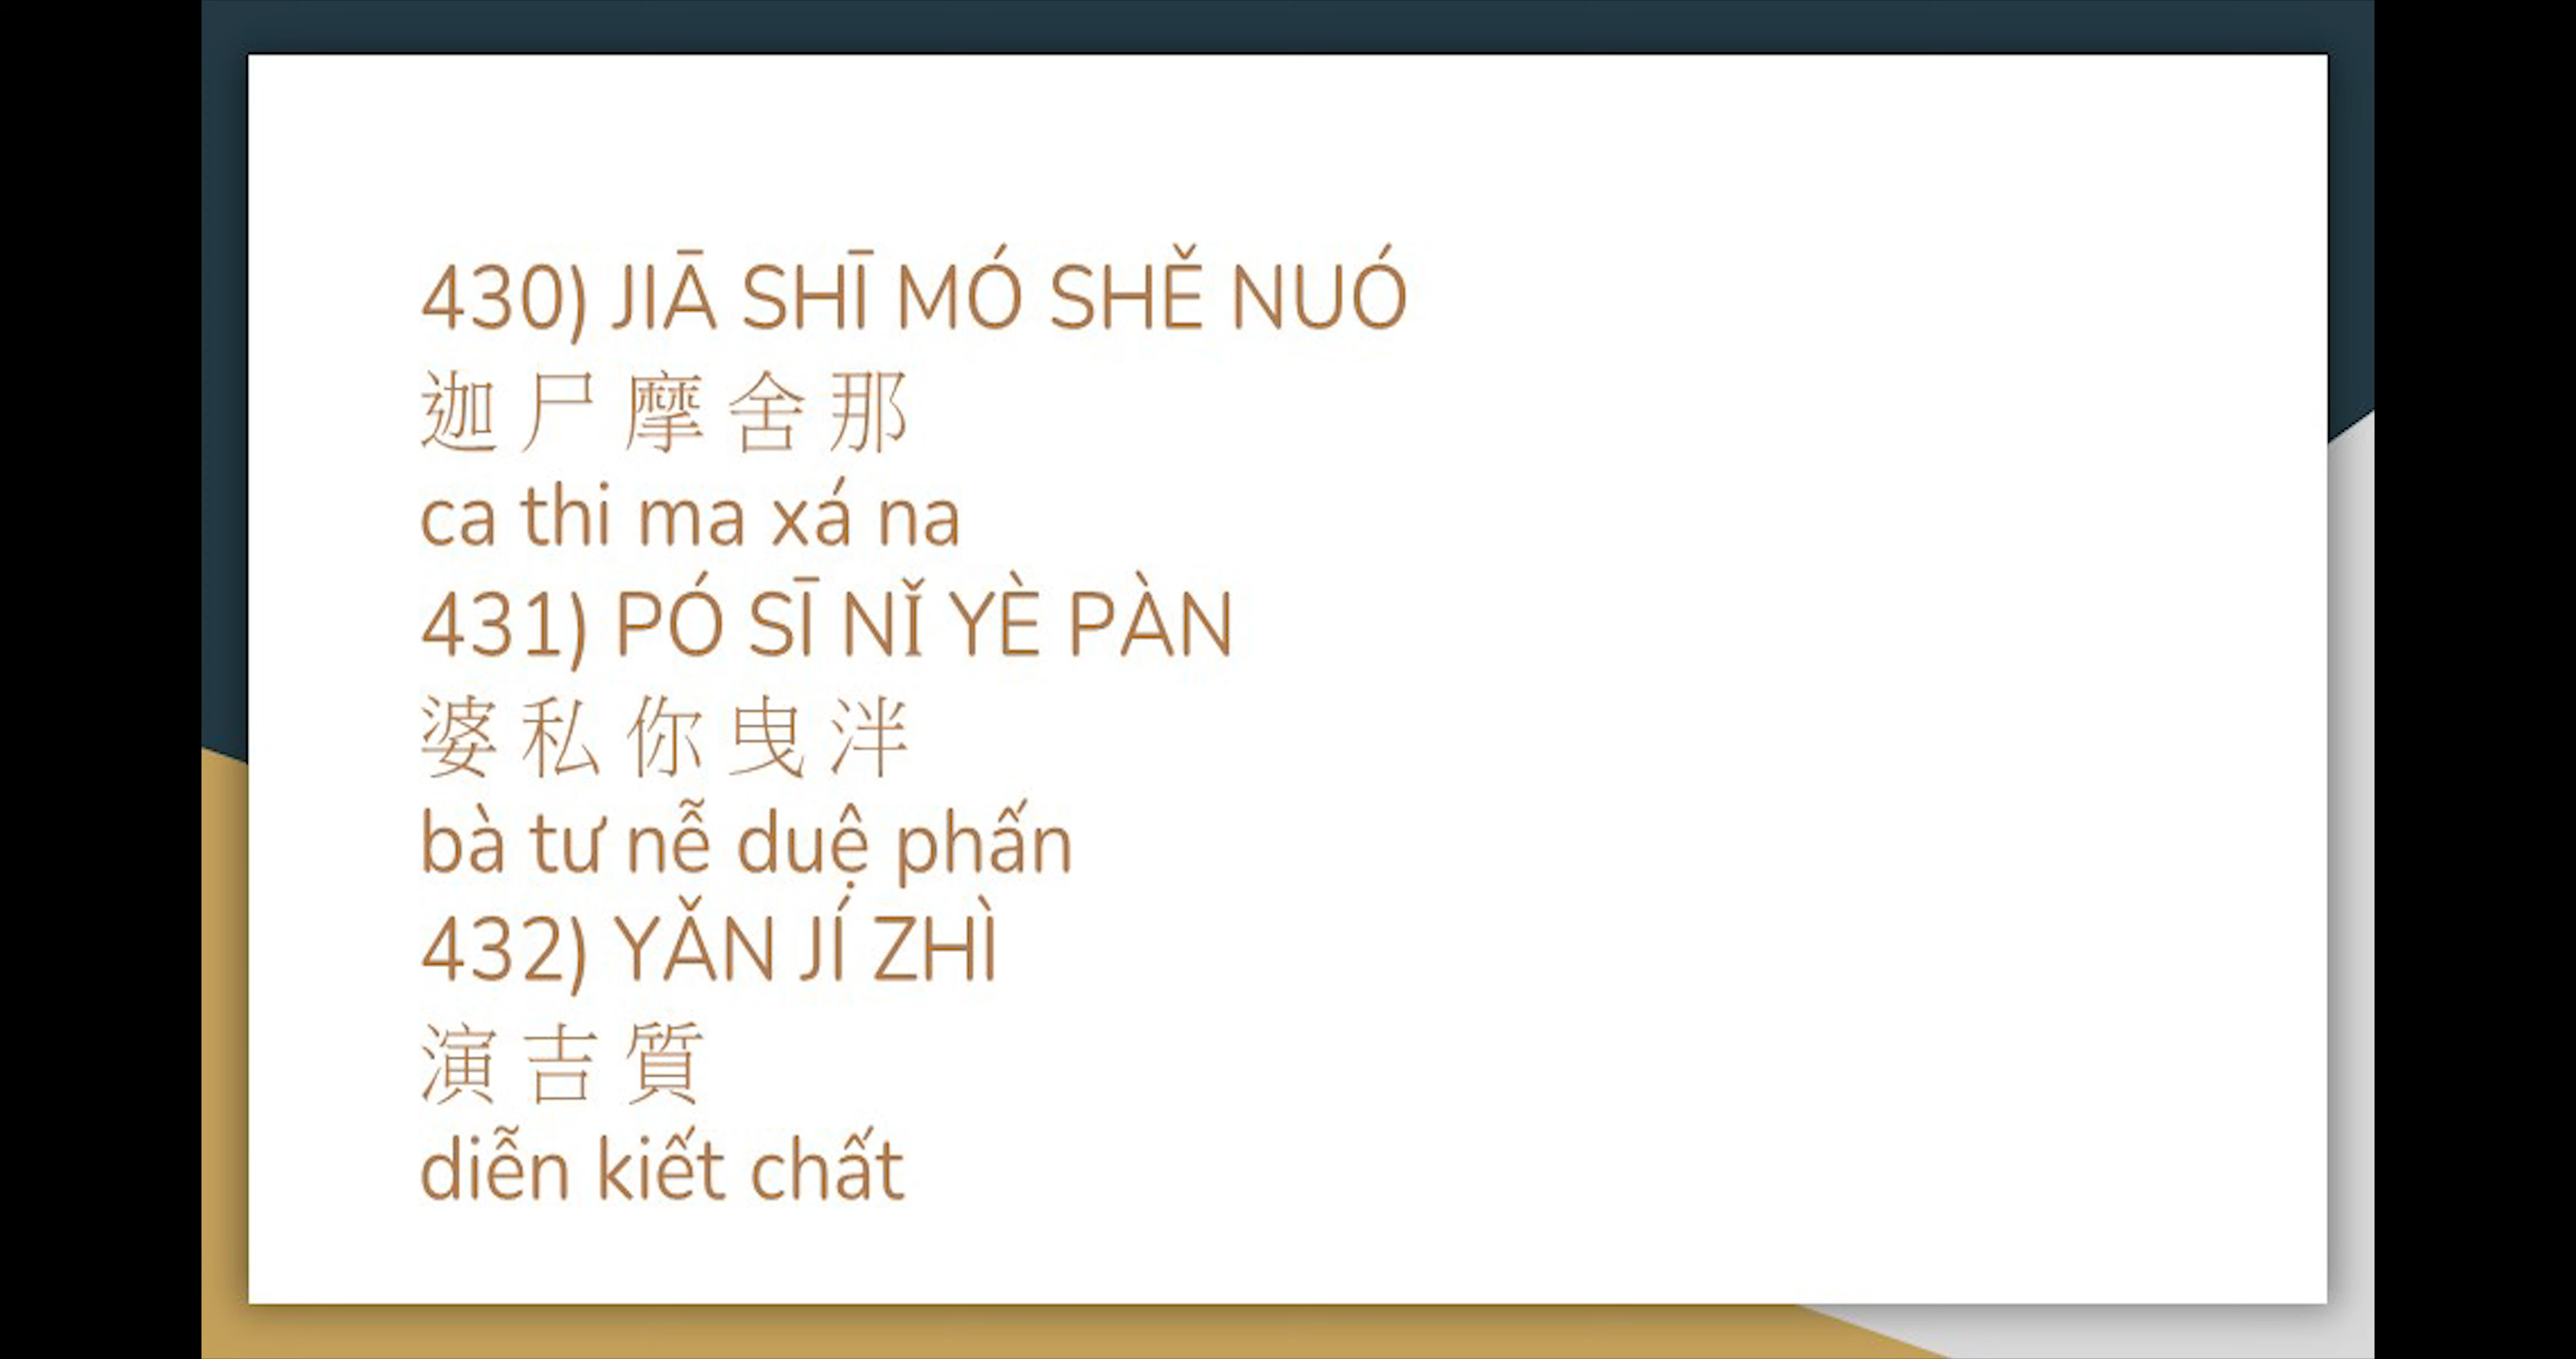 430) JIĀ SHĪ MÓ SHĚ NUÓ
迦 尸 摩 舍 那
ca thi ma xá na
431) PÓ SĪ NǏ YÈ PÀN
婆 私 你 曳 泮
bà tư nễ duệ phấn
432) YǍN JÍ ZHÌ
演 吉 質
diễn kiết chất